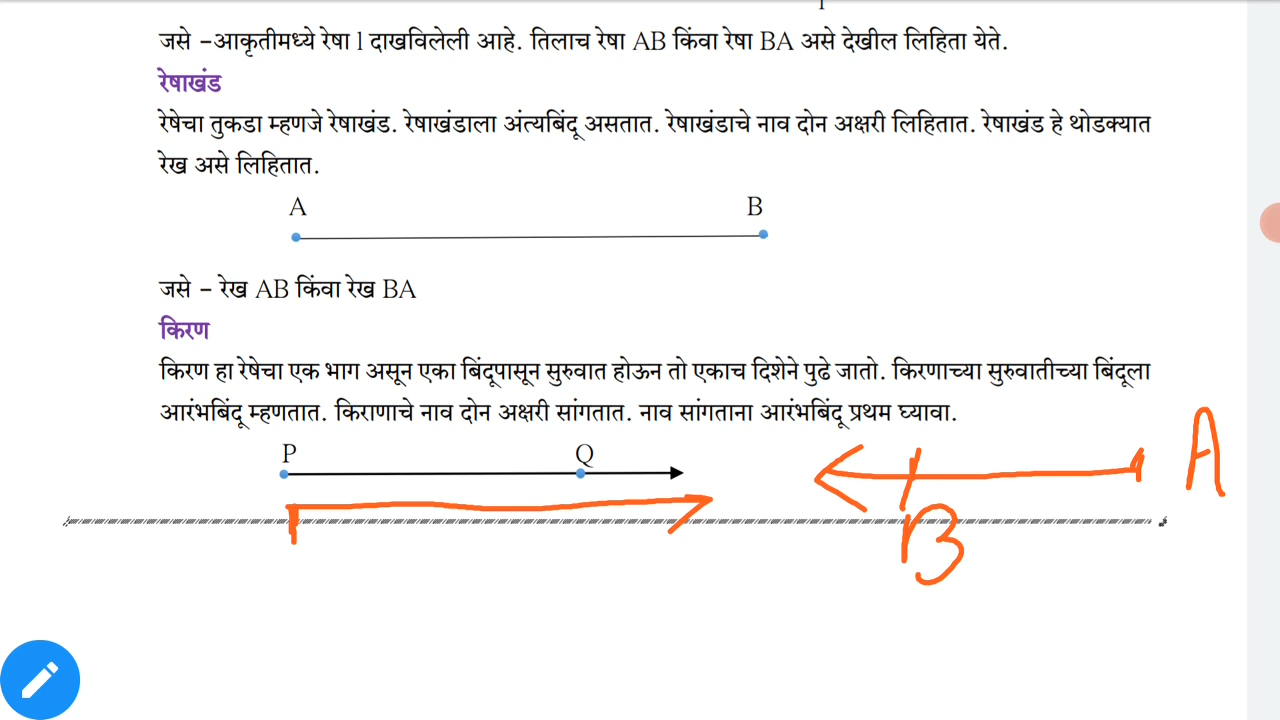 जसे –आकृतीमध्ये रेषा l दाखविलेली आहे. तिलाच रेषा AB किंवा रेषा BA असे देखील लिहिता येते.
रेषाखंड
रेषेचा तुकडा म्हणजे रेषाखंड. रेषाखंडाला अंत्यबिंदू असतात. रेषाखंडाचे नाव दोन अक्षरी लिहितात. रेषाखंड हे थोडक्यात
रेख असे लिहितात.
A B
जसे – रेख AB किंवा रेख BA
किरण
किरण हा रेषेचा एक भाग असून एका बिंदूपासून सुरुवात होऊन तो एकाच दिशेने पुढे जातो. किरणाच्या सुरुवातीच्या बिंदूला
आरंभबिंदू म्हणतात. किराणाचे नाव दोन अक्षरी सांगतात. नाव सांगताना आरंभबिंदू प्रथम घ्यावा.
P Q A
B